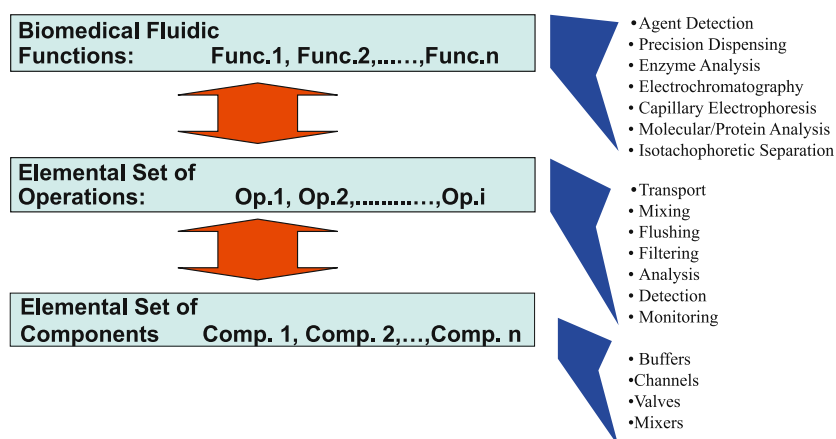 Biomedical Fluidic
Functions: Func.1, Func.2,......…,Func.n
• Agent Detection
• Precision Dispensing
• Enzyme Analysis
• Electrochromatography
• Capillary Electrophoresis
• Molecular/Protein Analysis
• Isotachophoretic Separation
Elemental Set of
Operations: Op.1, Op.2,..........…,Op.i
•Transport
• Mixing
• Flushing
• Filtering
• Analysis
• Detection
• Monitoring
Elemental Set of
Components Comp. 1, Comp. 2,…,Comp. n
• Buffers
•Channels
• Valves
• Mixers